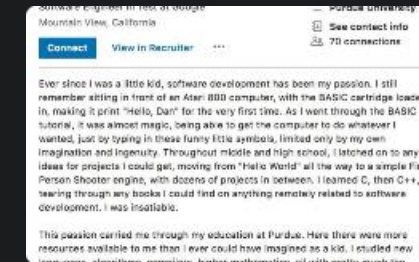 Software Engineer in Test at Google
Purdue University
Mountain View, California
See contact info
70 connections
Connect
View in Recruiter
Ever since I was a little kid, software development has been my passion. I still
remember sitting in front of an Atari 800 computer, with the BASIC cartridge loade
in, making it print "Hello, Dan" for the very first time. As I went through the BASIC
tutorial, it was almost magic, being able to get the computer to do whatever I
wanted, just by typing in these funny little symbols, limited only by my own
imagination and ingenuity. Throughout middle and high school, I latched on to any
ideas for projects I could get, moving from "Hello World" all the way to a simple Fir
Person Shooter engine, with dozens of projects in between. I learned C, then C++,
tearing through any books I could find on anything remotely related to software
development. I was insatiable.
This passion carried me through my education at Purdue. Here there were more
resources available to me than I ever could have imagined as a kid. I studied new